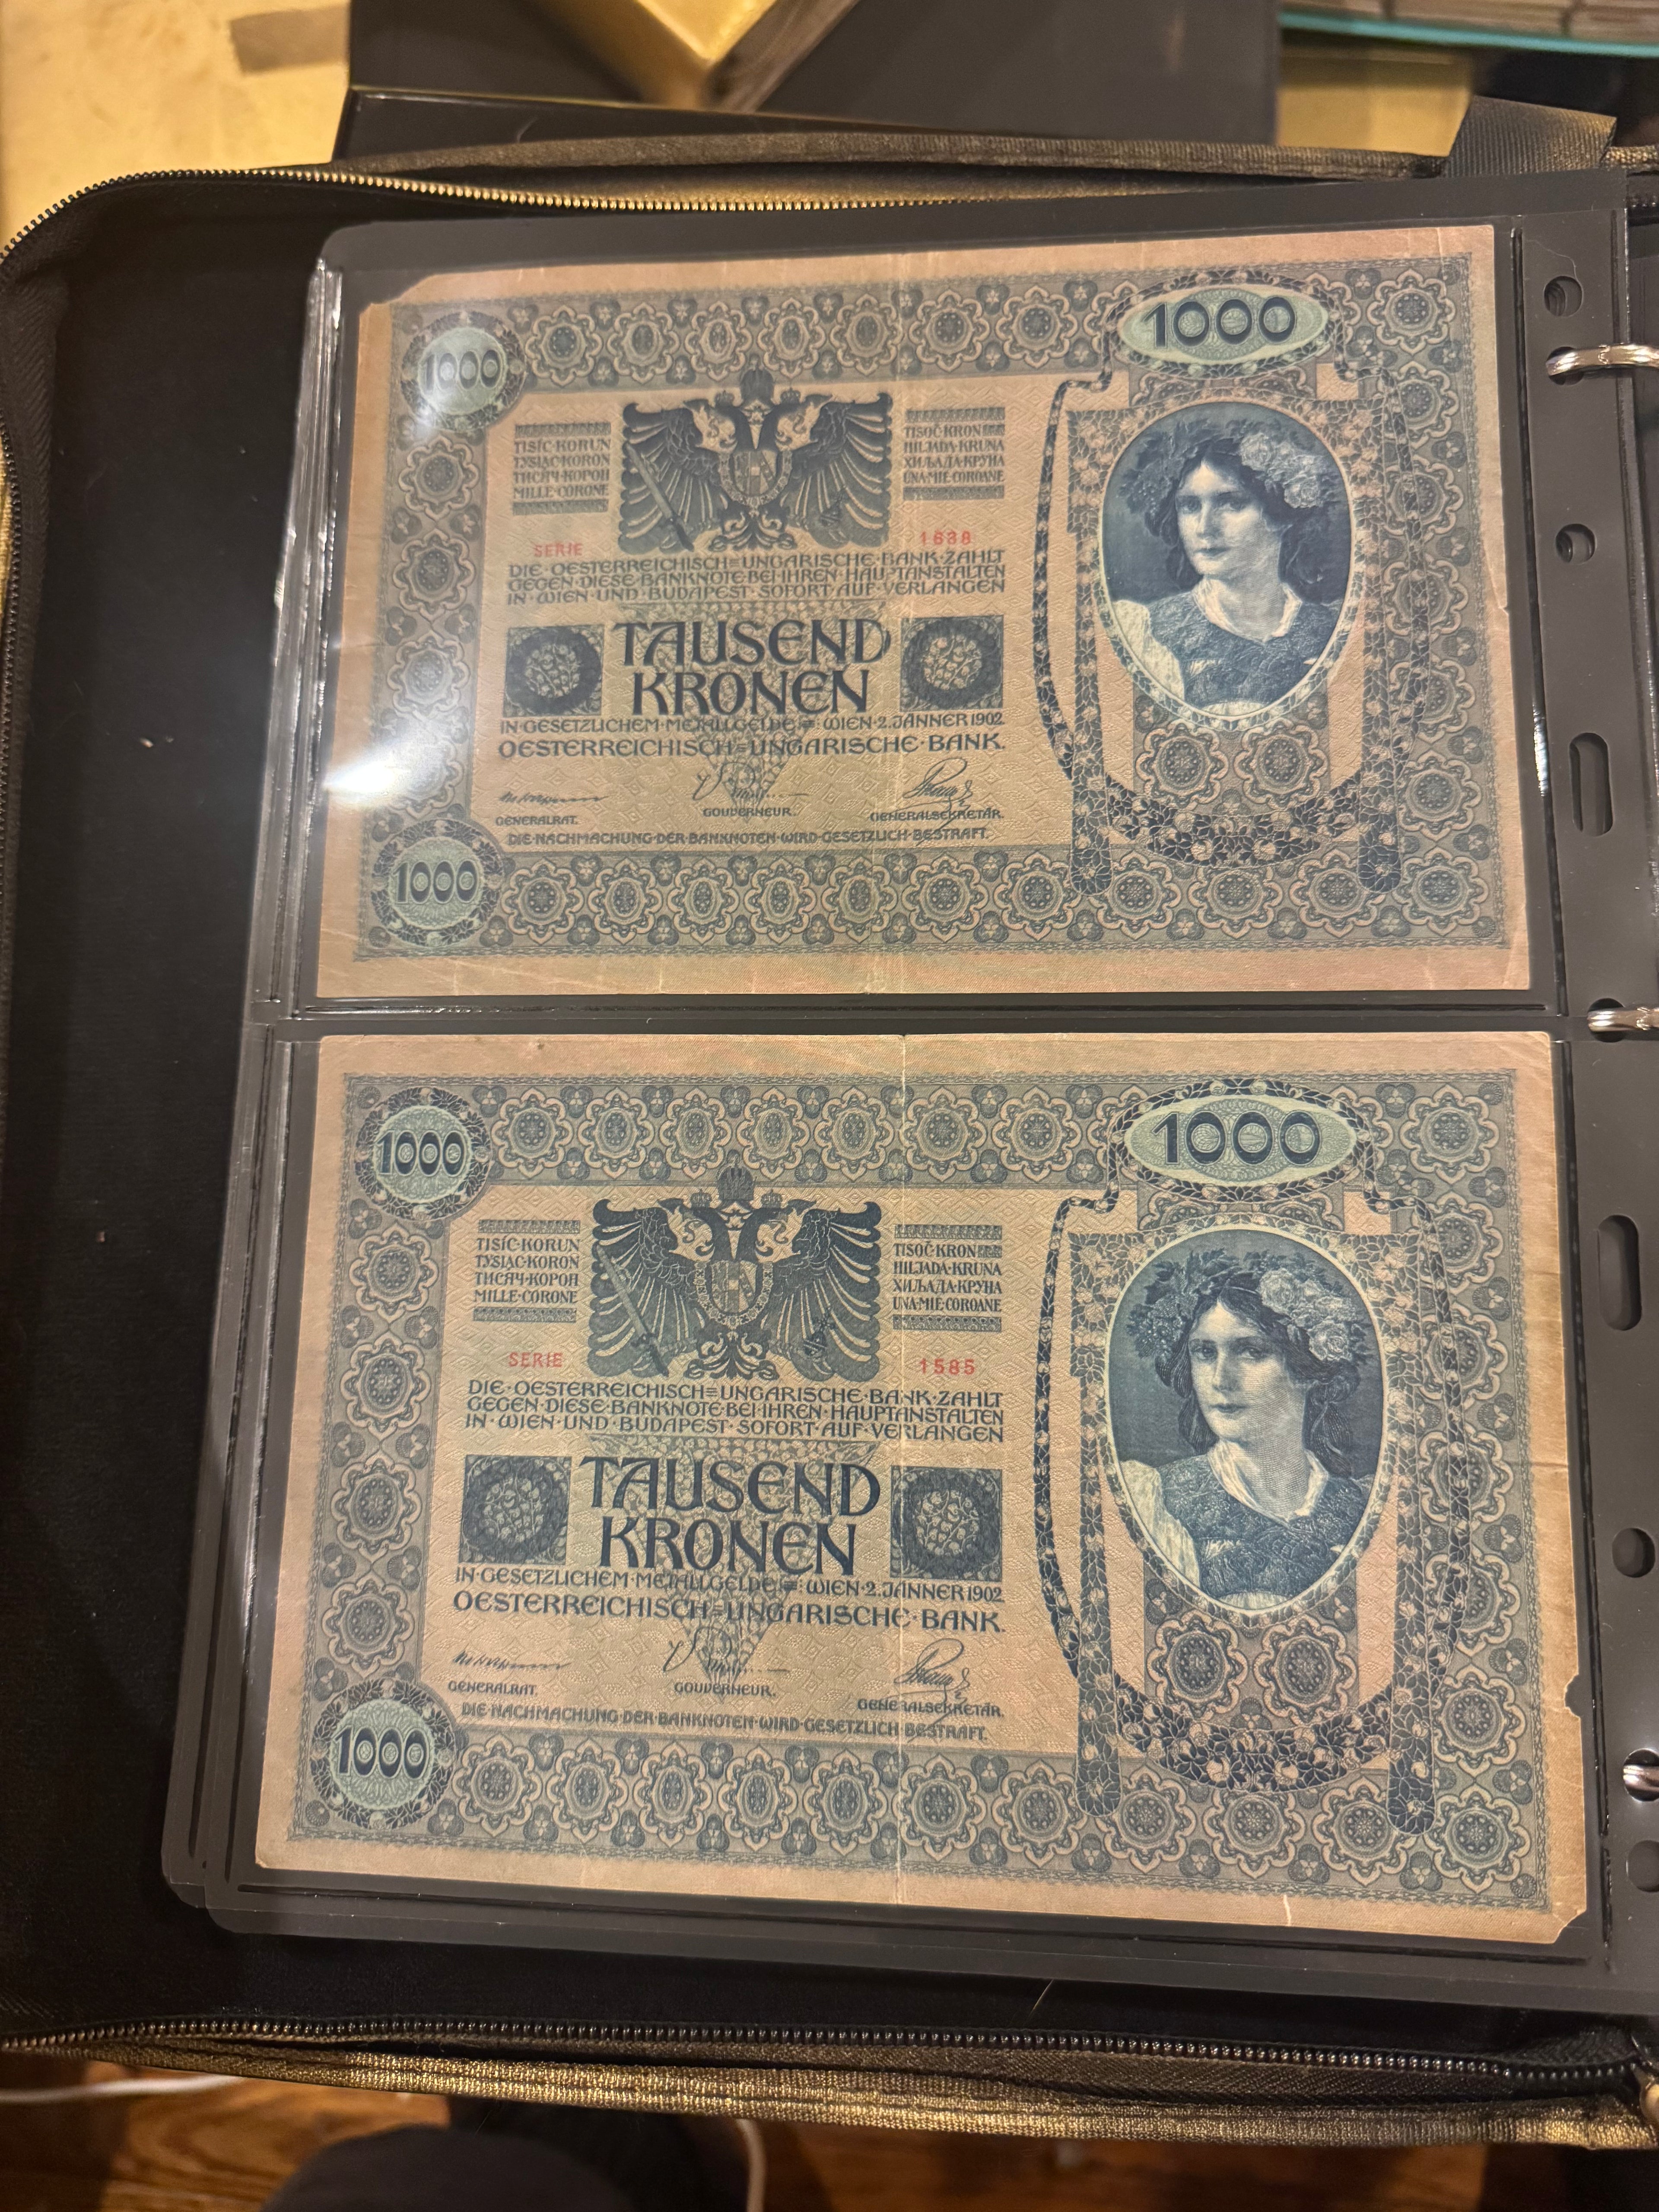 1000
1000
TISÍC·KORUN
TYSIĄC·KORON
ТИСЯЧ·КОРОН
MILLE·CORONE
TISOČ·KRON
HILJADA·KRUNA
ХИЉАДА·КРУНА
UNA·MIE·COROANE
SERIE 1638
DIE·OESTERREICHISCH=UNGARISCHE·BANK·ZAHLT
GEGEN·DIESE·BANKNOTE·BEI·IHREN·HAUPTANSTALTEN
IN·WIEN·UND·BUDAPEST·SOFORT·AUF·VERLANGEN
TAUSEND
KRONEN
IN·GESETZLICHEM·METALLGELDE WIEN·2.JÄNNER 1902
OESTERREICHISCH=UNGARISCHE·BANK.
GENERALRAT. GOUVERNEUR. GENERALSEKRETÄR.
DIE·NACHMACHUNG·DER·BANKNOTEN·WIRD·GESETZLICH·BESTRAFT.
1000
1000
1000
TISÍC·KORUN
TYSIĄC·KORON
ТИСЯЧ·КОРОН
MILLE·CORONE
TISOČ·KRON
HILJADA·KRUNA
ХИЉАДА·КРУНА
UNA·MIE·COROANE
SERIE 1585
DIE·OESTERREICHISCH=UNGARISCHE·BANK·ZAHLT
GEGEN·DIESE·BANKNOTE·BEI·IHREN·HAUPTANSTALTEN
IN·WIEN·UND·BUDAPEST·SOFORT·AUF·VERLANGEN
TAUSEND
KRONEN
IN·GESETZLICHEM·METALLGELDE WIEN·2.JÄNNER 1902
OESTERREICHISCH=UNGARISCHE·BANK.
GENERALRAT. GOUVERNEUR. GENERALSEKRETÄR.
DIE·NACHMACHUNG·DER·BANKNOTEN·WIRD·GESETZLICH·BESTRAFT.
1000